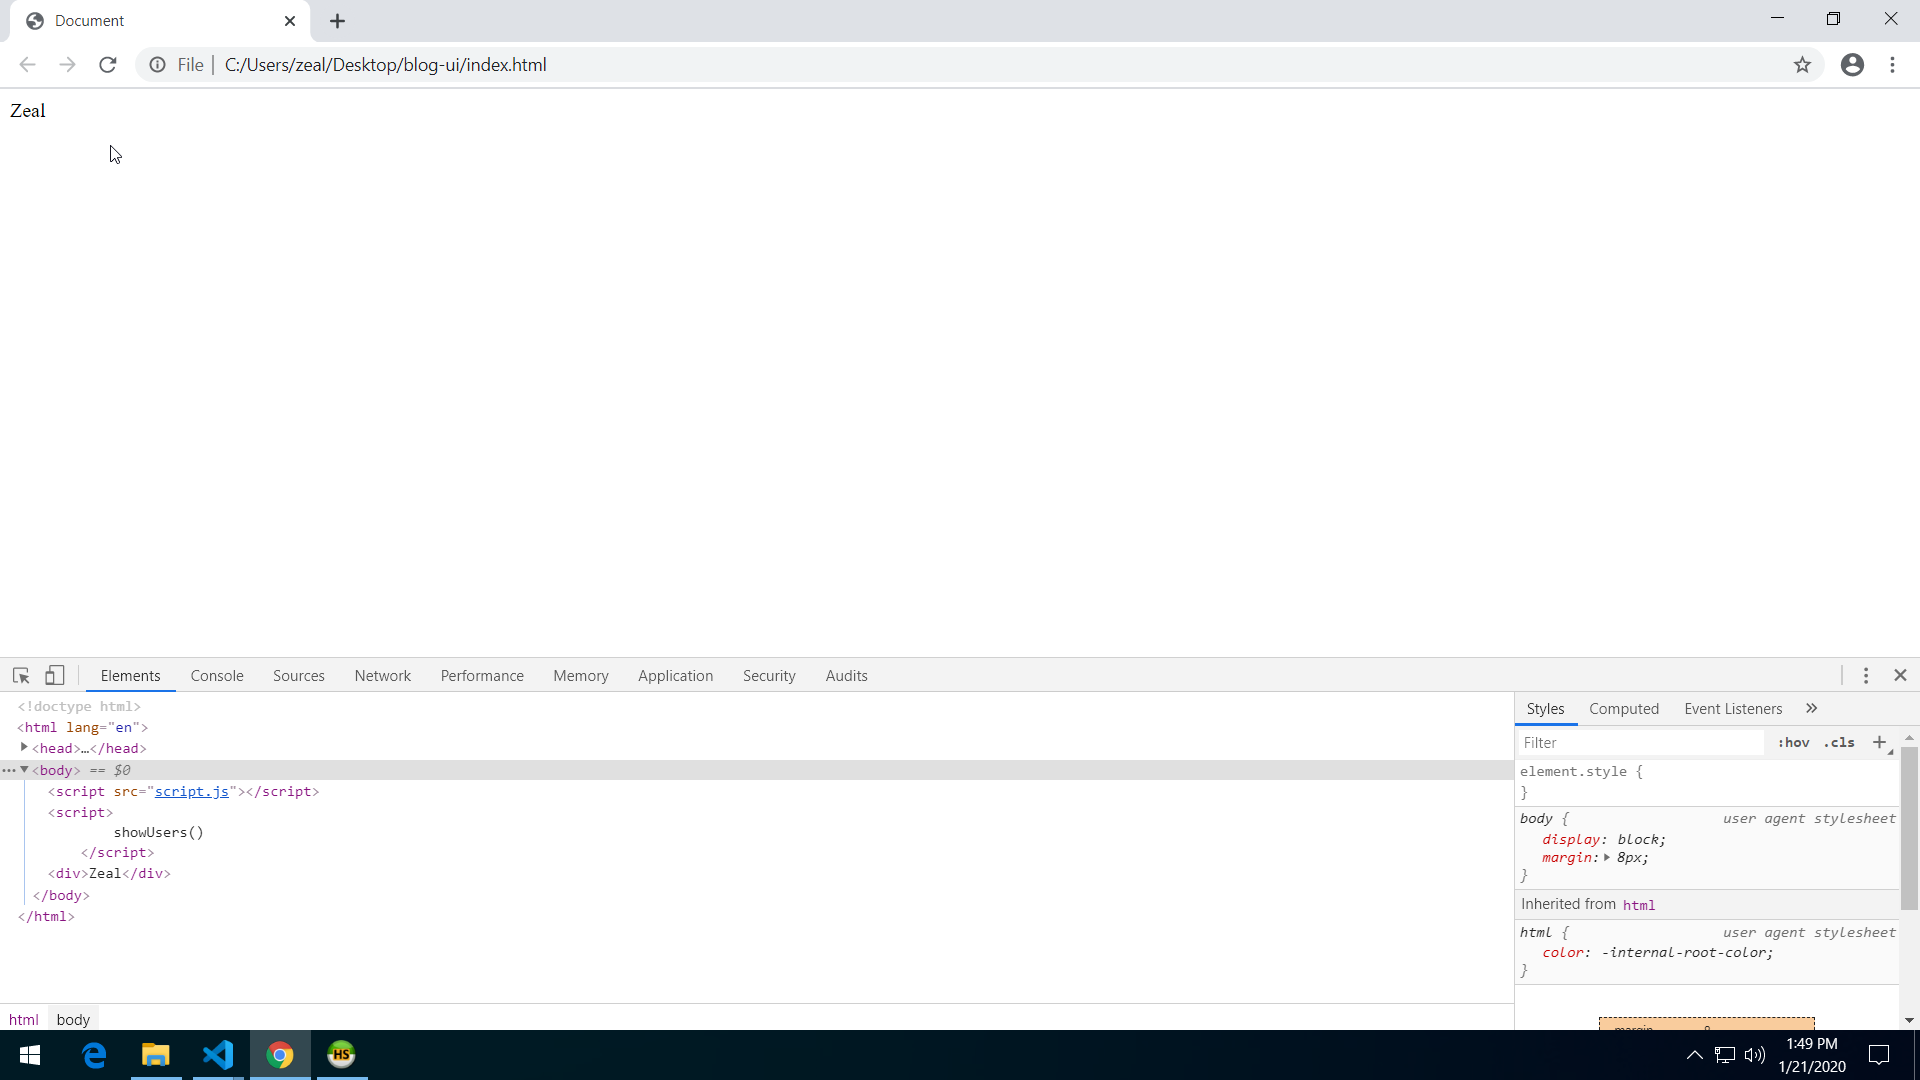 Document
File
C:/Users/zeal/Desktop/blog-ui/index.html
Zeal
Elements Console Sources Network Performance Memory Application Security Audits
<!doctype html>
<html lang="en">
<head>…</head>
<body> == $0
<script src="script.js"></script>
<script>
showUsers()
</script>
<div>Zeal</div>
</body>
</html>
html body
Styles Computed Event Listeners »
Filter :hov .cls +
element.style {
}
body { user agent stylesheet
display: block;
margin: 8px;
}
Inherited from html
html { user agent stylesheet
color: -internal-root-color;
}
HS
1:49 PM
1/21/2020